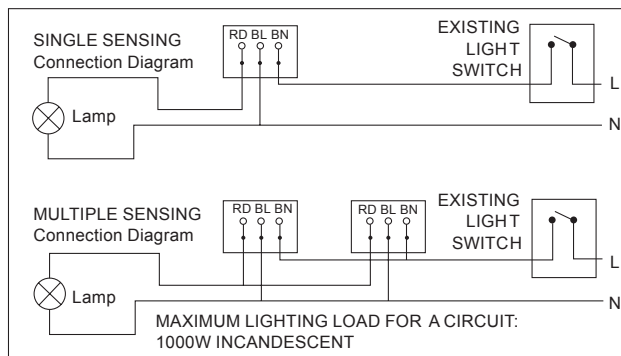 SINGLE SENSING
Connection Diagram
RD BL BN
EXISTING
LIGHT
SWITCH
L
Lamp
N
MULTIPLE SENSING
Connection Diagram
RD BL BN
RD BL BN
EXISTING
LIGHT
SWITCH
L
Lamp
N
MAXIMUM LIGHTING LOAD FOR A CIRCUIT:
1000W INCANDESCENT